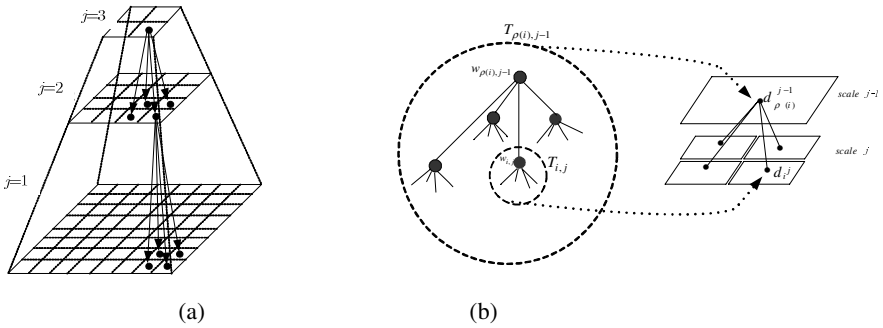 j=3
j=2
j=1
(a)
T_{ρ(i),j−1}
w_{ρ(i),j−1}
w_{i,j}
T_{i,j}
d_{ρ(i)}^{j−1}
scale j-1
scale j
d_i^j
(b)